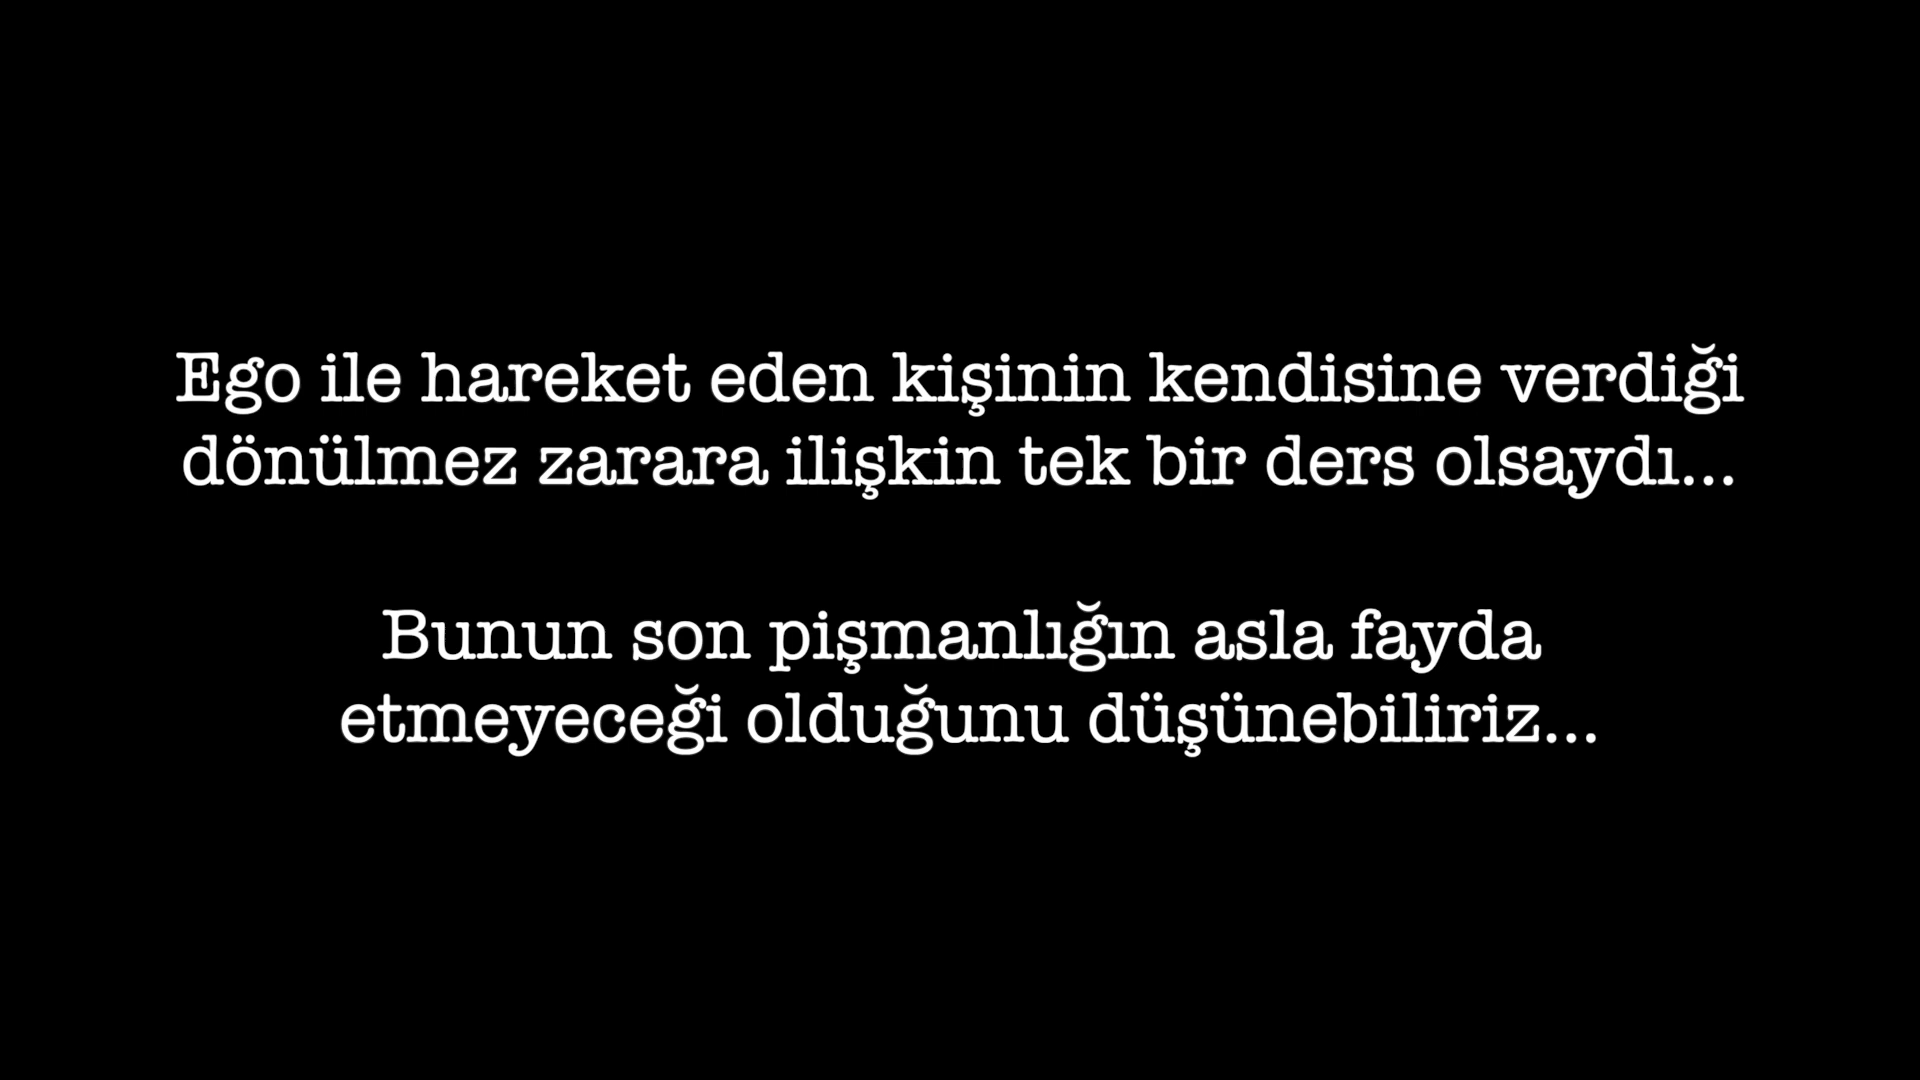 Ego ile hareket eden kişinin kendisine verdiği
dönülmez zarara ilişkin tek bir ders olsaydı...
Bunun son pişmanlığın asla fayda
etmeyeceği olduğunu düşünebiliriz...